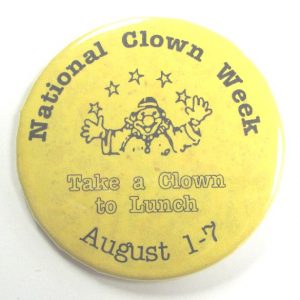 National Clown Week
Take a Clown
to Lunch
August 1-7